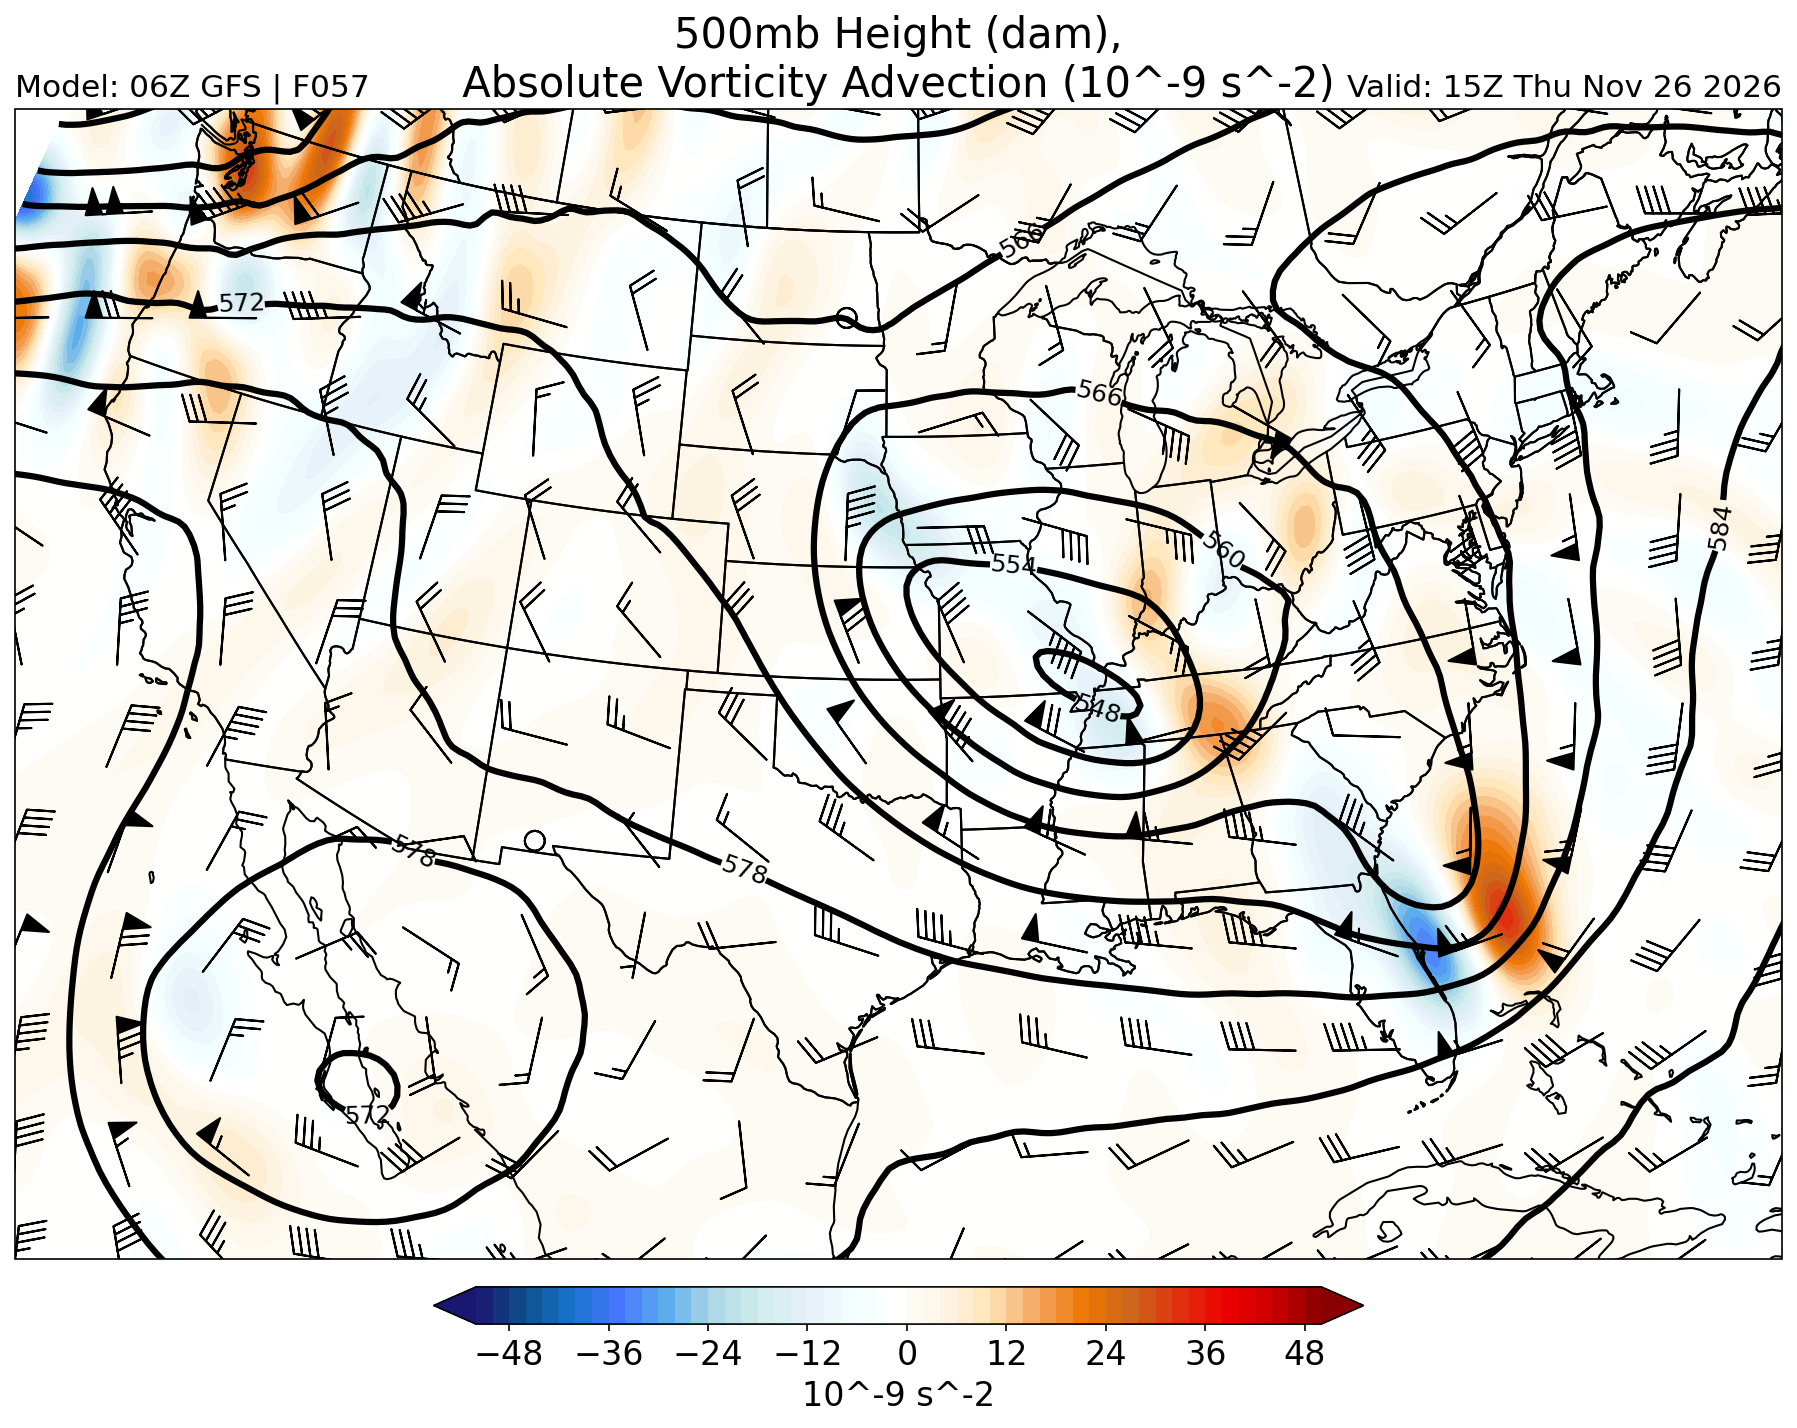 500mb Height (dam),
Model: 06Z GFS | F057
Absolute Vorticity Advection (10^-9 s^-2)
Valid: 15Z Thu Nov 26 2026
566
572
566
584
560
554
548
578
578
572
−48 −36 −24 −12 0 12 24 36 48
10^-9 s^-2